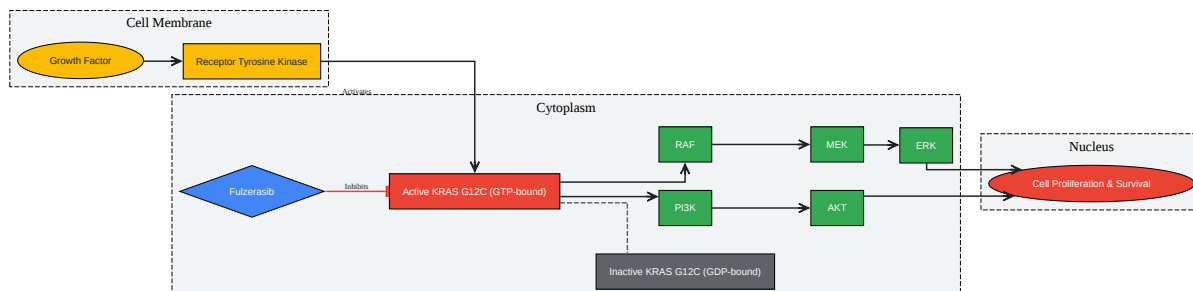 Cell Membrane
Growth Factor
Receptor Tyrosine Kinase
Activates
Cytoplasm
RAF
MEK
ERK
Nucleus
Fulzerasib
Inhibits
Active KRAS G12C (GTP-bound)
Cell Proliferation & Survival
PI3K
AKT
Inactive KRAS G12C (GDP-bound)